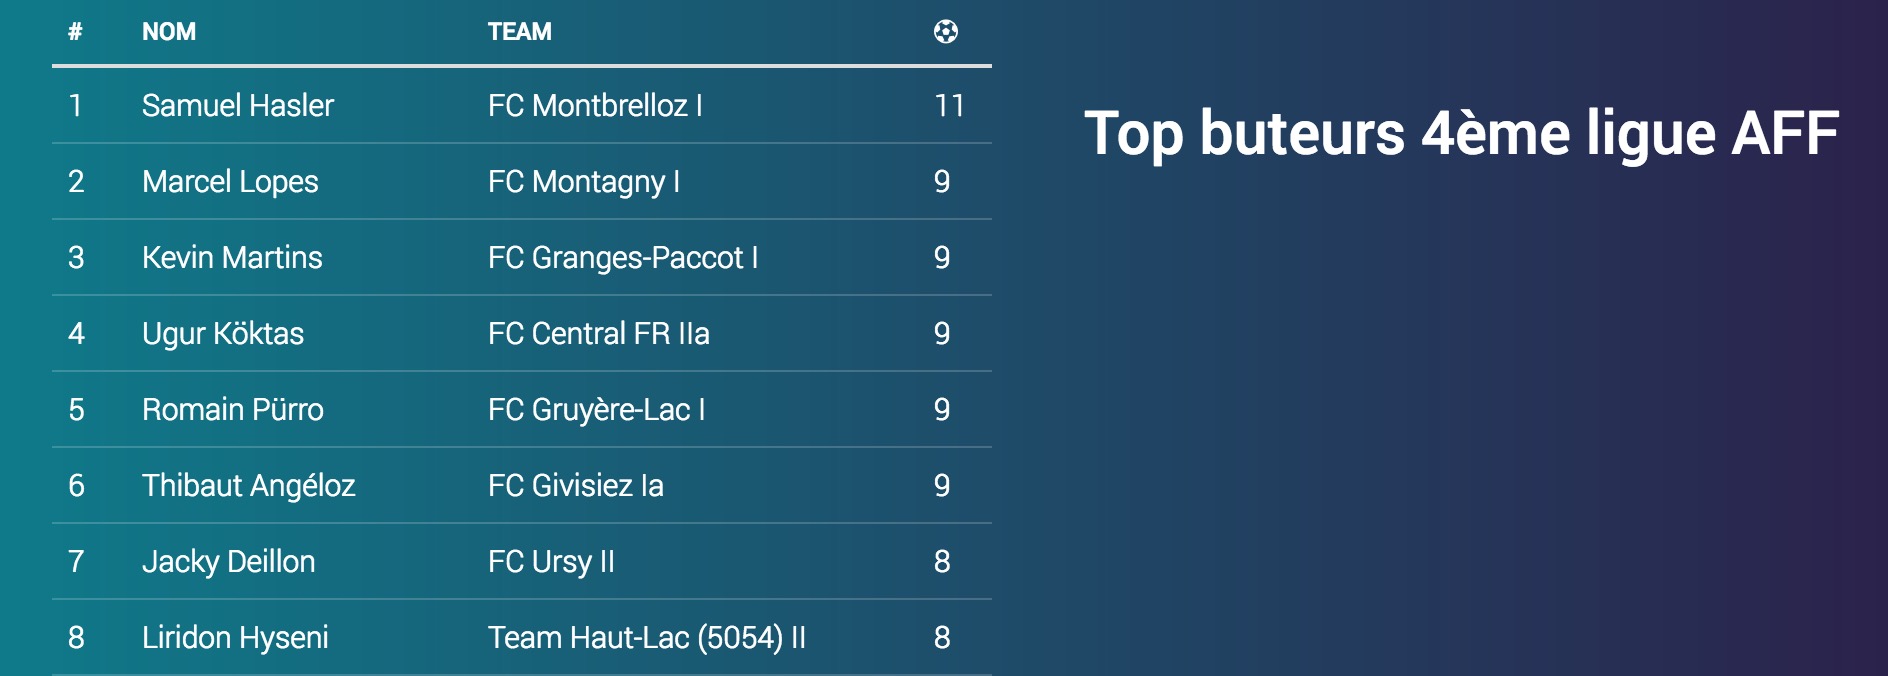 # NOM TEAM
1 Samuel Hasler FC Montbrelloz I 11
2 Marcel Lopes FC Montagny I 9
3 Kevin Martins FC Granges-Paccot I 9
4 Ugur Köktas FC Central FR IIa 9
5 Romain Pürro FC Gruyère-Lac I 9
6 Thibaut Angéloz FC Givisiez Ia 9
7 Jacky Deillon FC Ursy II 8
8 Liridon Hyseni Team Haut-Lac (5054) II 8
Top buteurs 4ème ligue AFF